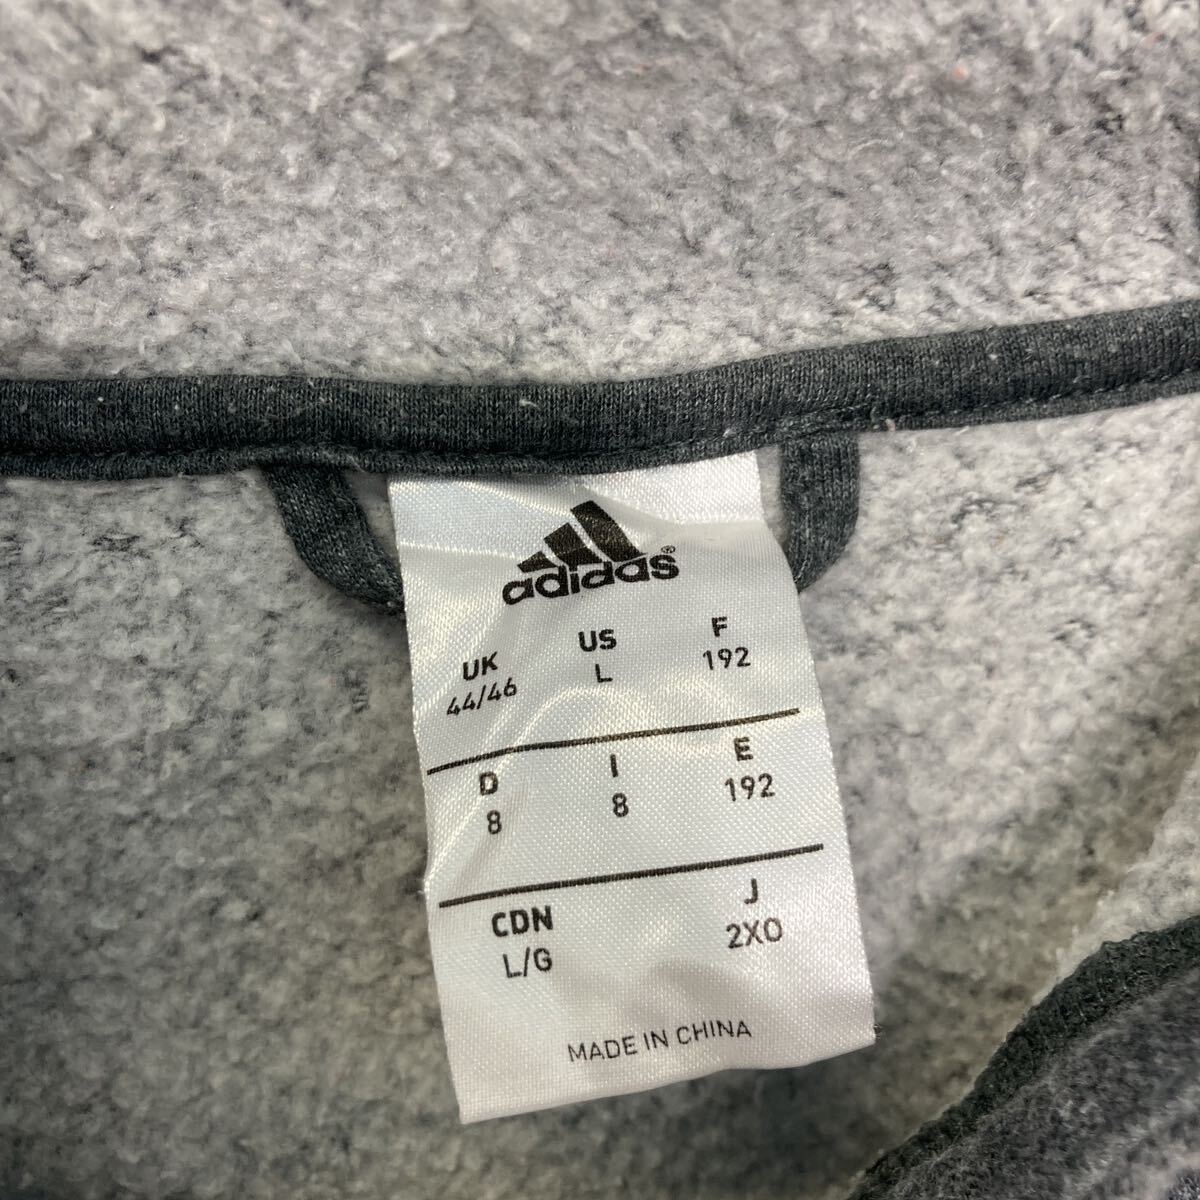 adidas®
UK US F
44/46 L 192
D I E
8 8 192
CDN J
L/G 2XO
MADE IN CHINA